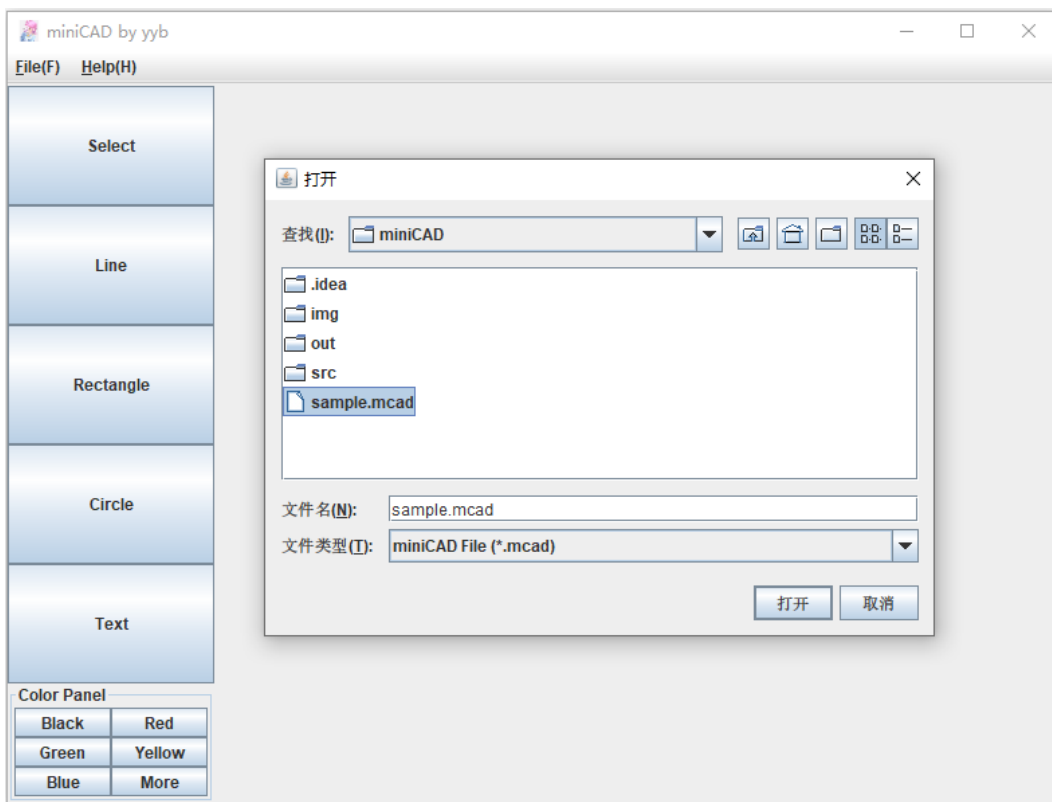 miniCAD by yyb
File(F) Help(H)
Select
Line
Rectangle
Circle
Text
Color Panel
Black Red
Green Yellow
Blue More
打开
查找(I): miniCAD
.idea
img
out
src
sample.mcad
文件名(N): sample.mcad
文件类型(T): miniCAD File (*.mcad)
打开 取消